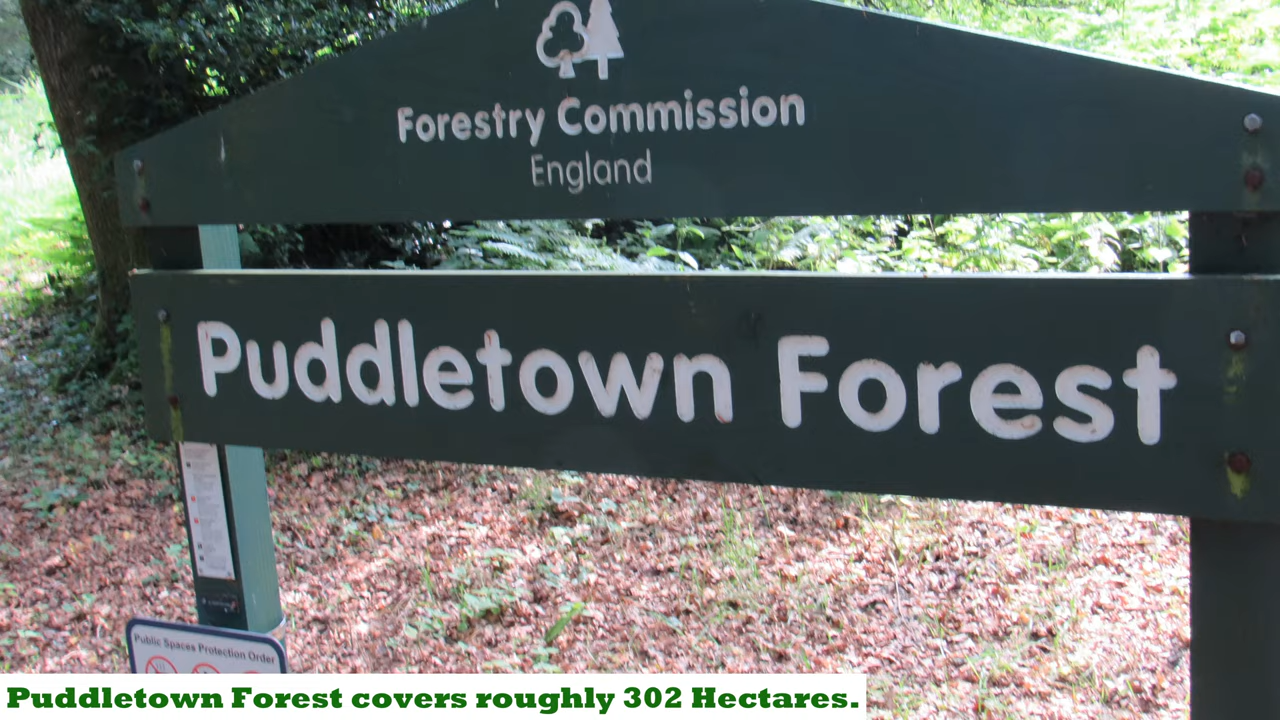 Forestry Commission
England
Puddletown Forest
Public Spaces Protection Order
Puddletown Forest covers roughly 302 Hectares.